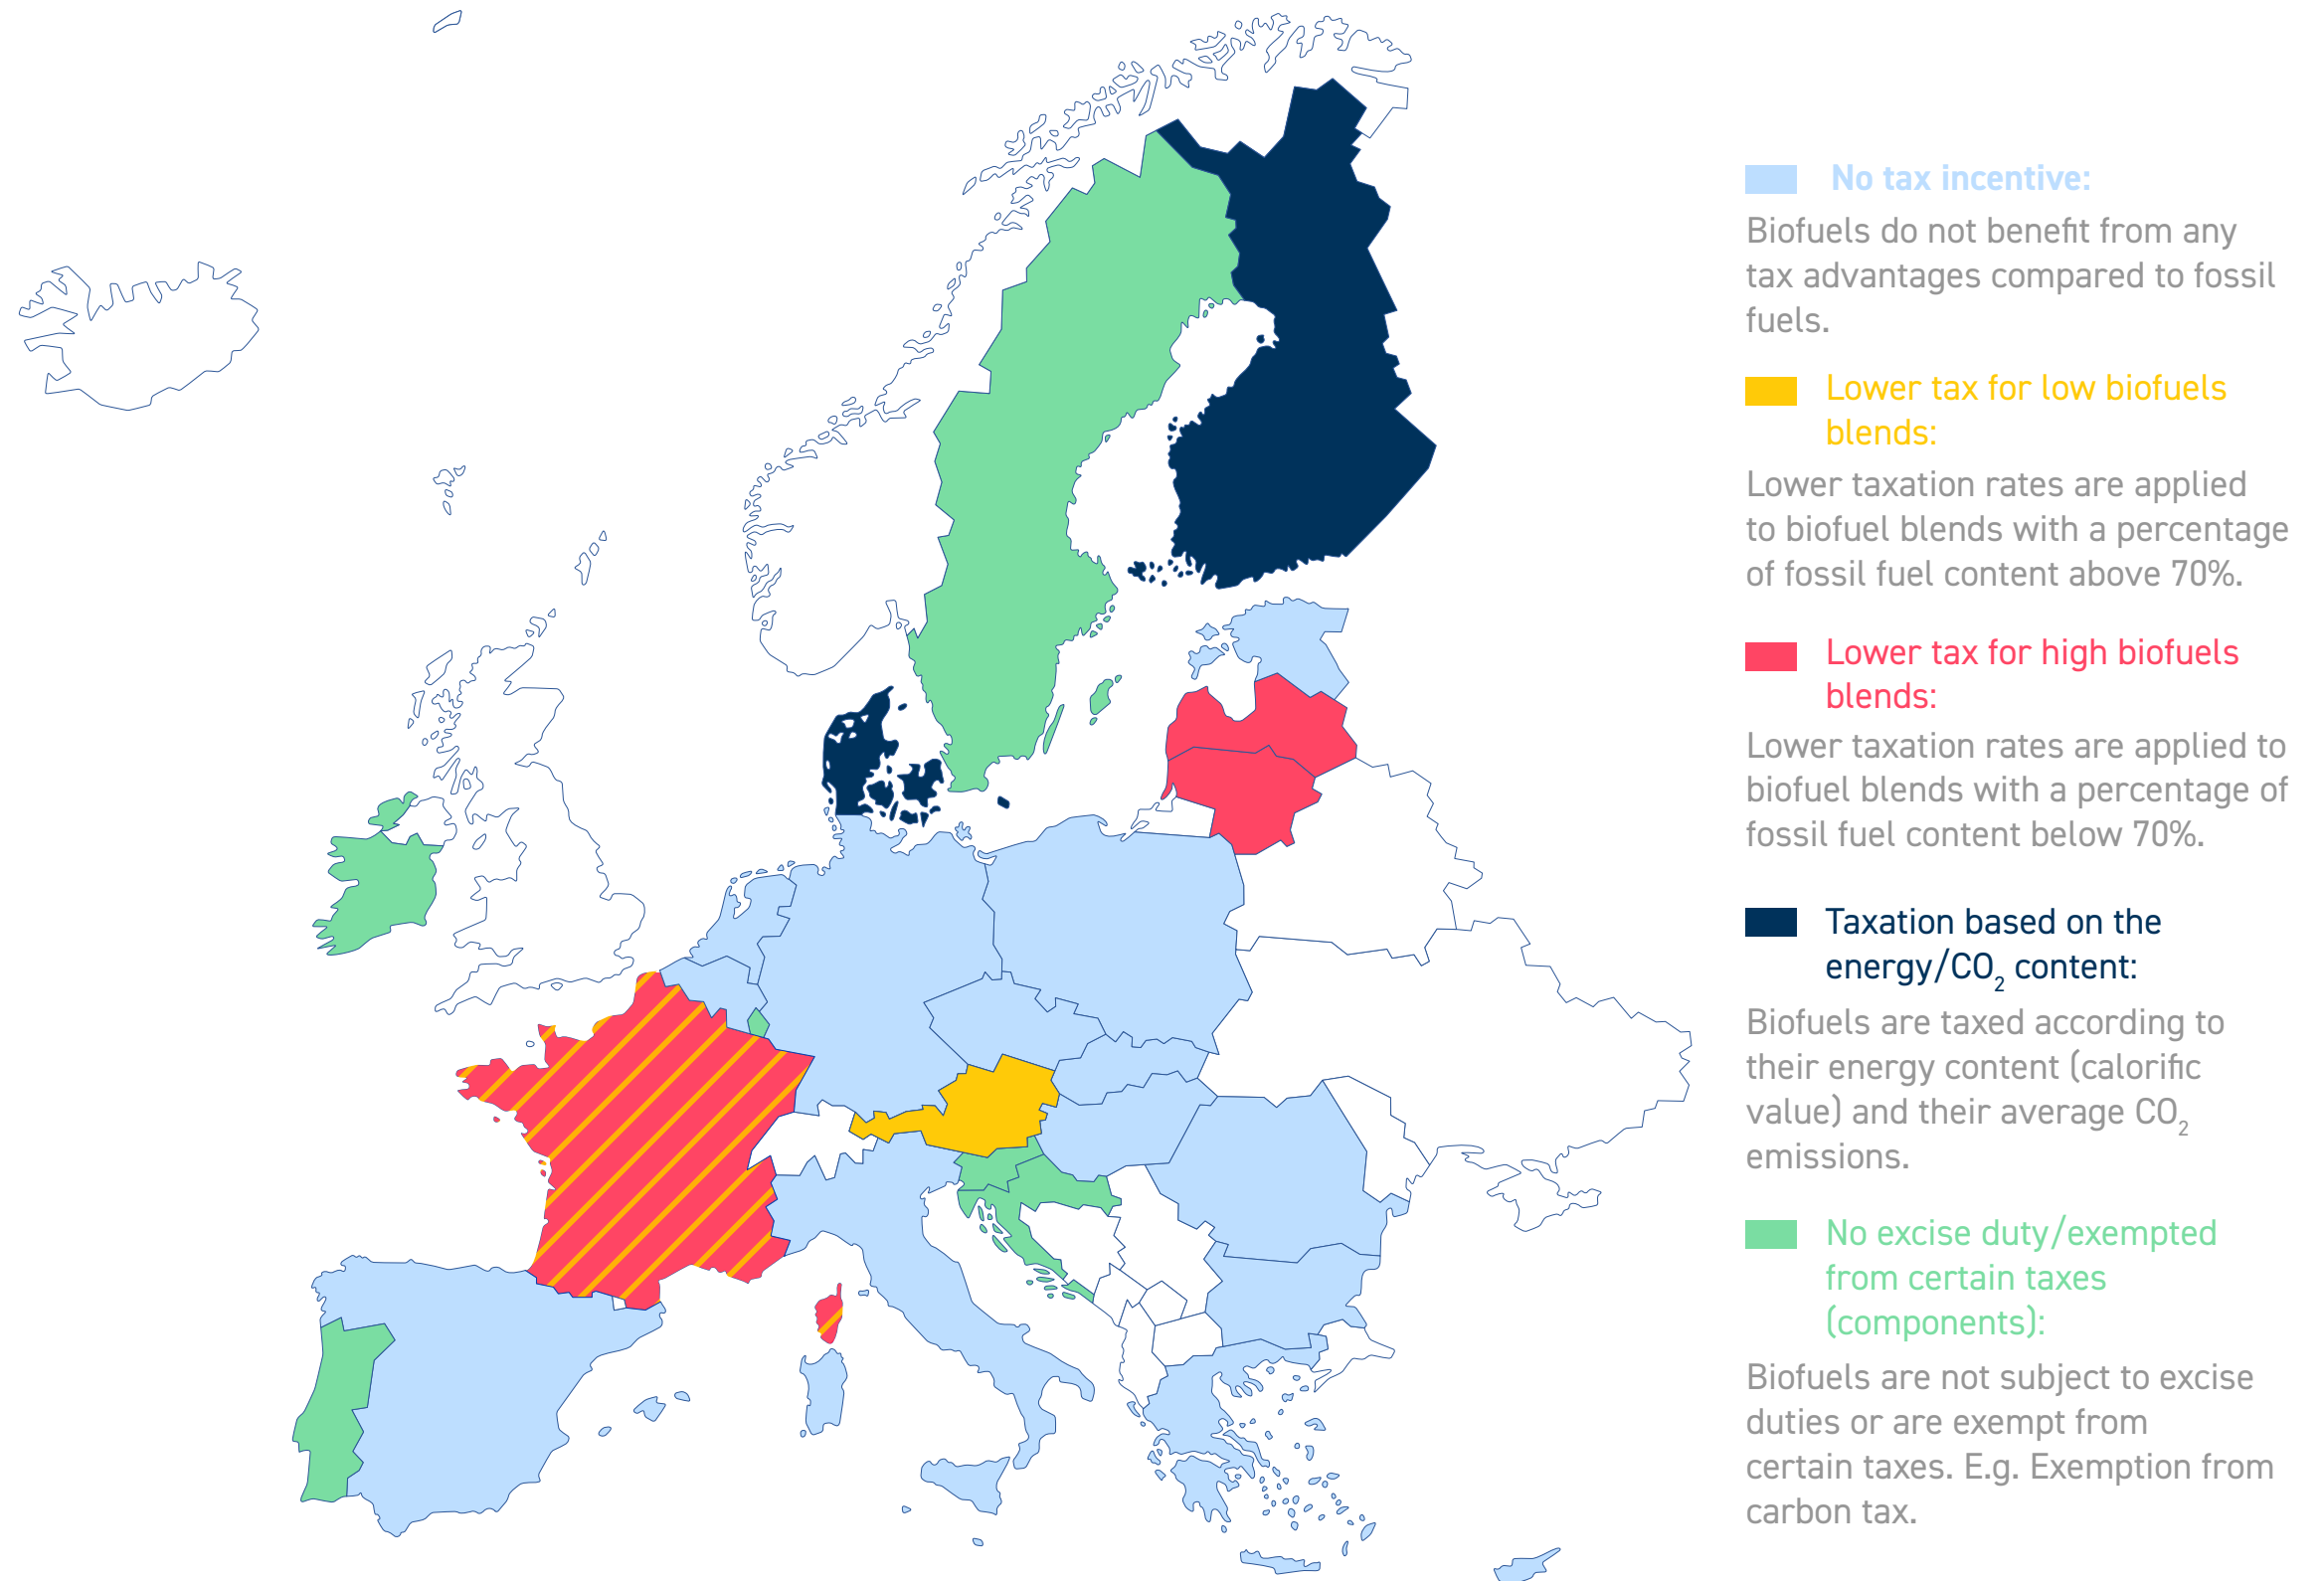 No tax incentive:
Biofuels do not benefit from any
tax advantages compared to fossil
fuels.
Lower tax for low biofuels
blends:
Lower taxation rates are applied
to biofuel blends with a percentage
of fossil fuel content above 70%.
Lower tax for high biofuels
blends:
Lower taxation rates are applied to
biofuel blends with a percentage of
fossil fuel content below 70%.
Taxation based on the
energy/CO₂ content:
Biofuels are taxed according to
their energy content (calorific
value) and their average CO₂
emissions.
No excise duty/exempted
from certain taxes
(components):
Biofuels are not subject to excise
duties or are exempt from
certain taxes. E.g. Exemption from
carbon tax.